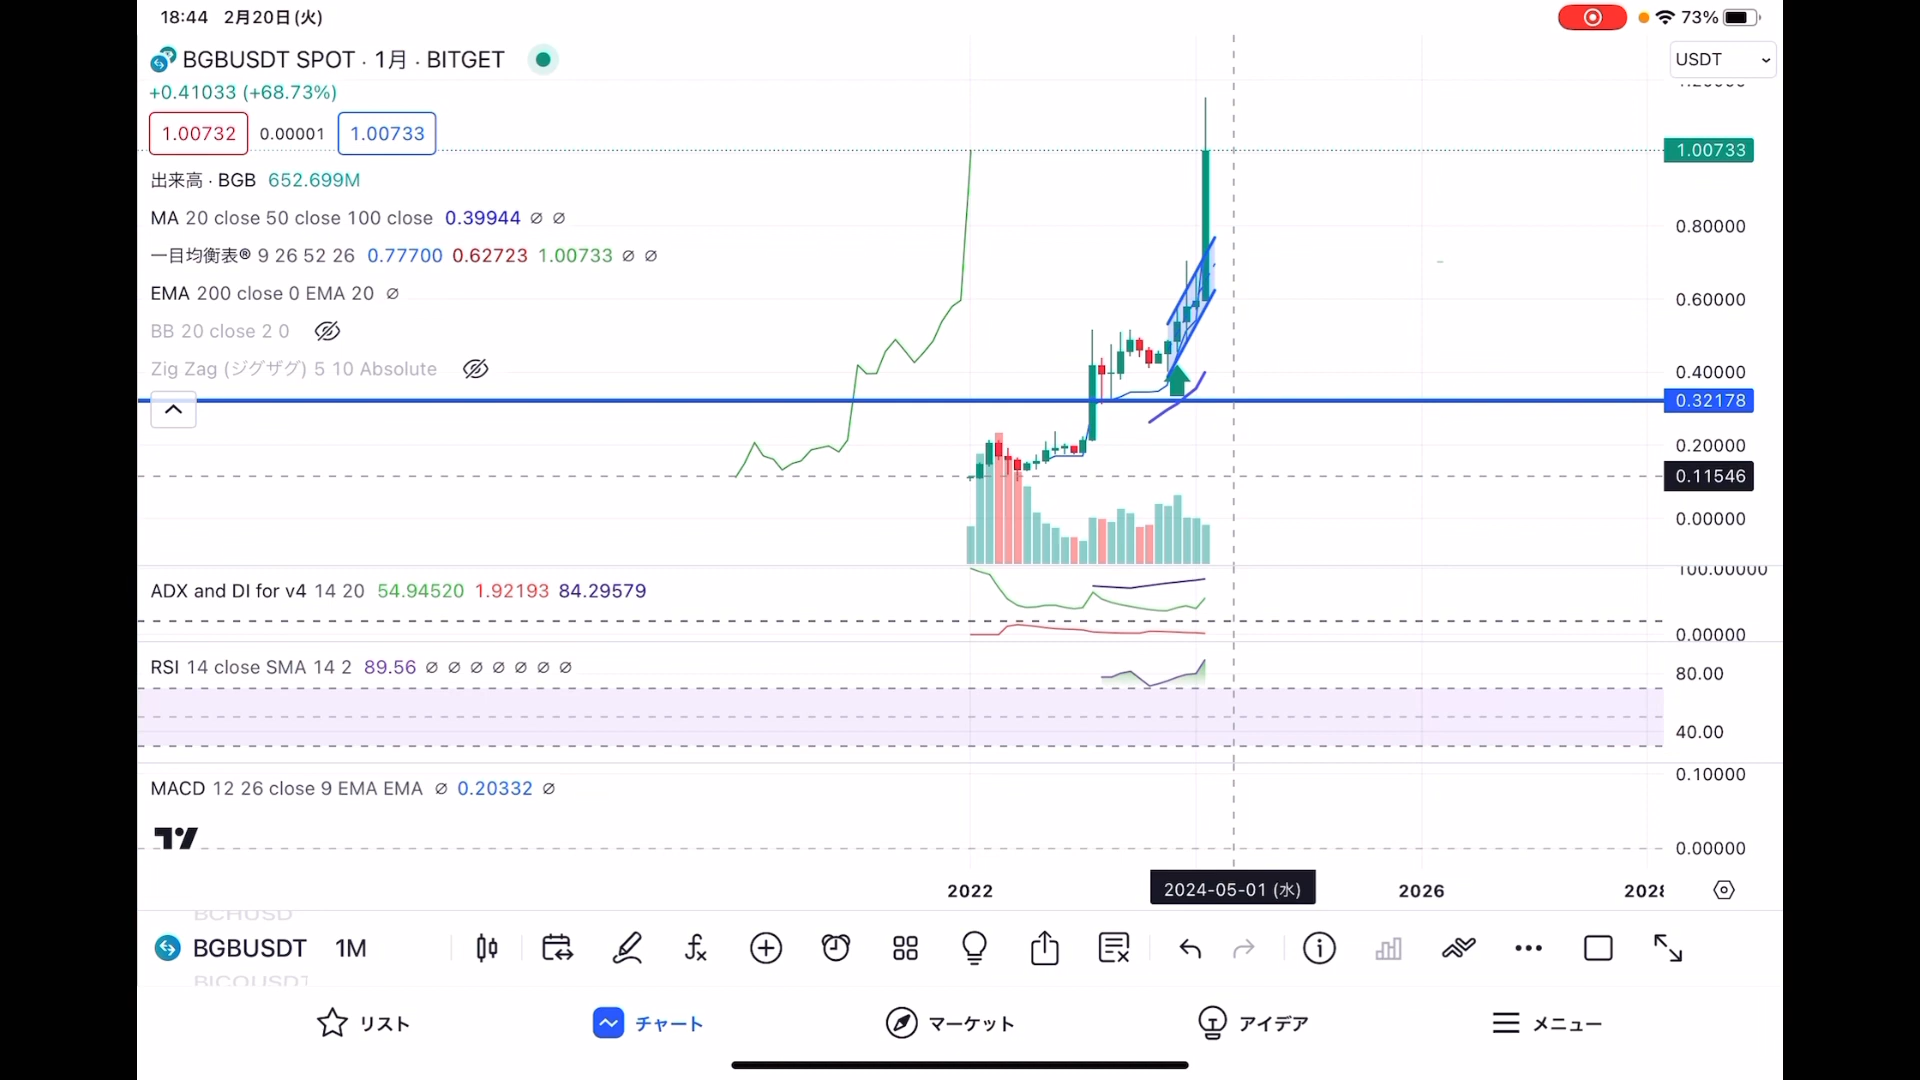 18:44 2月20日(火)
73%
BGBUSDT SPOT · 1月 · BITGET
USDT
+0.41033 (+68.73%)
1.00732 0.00001 1.00733
1.00733
出来高 · BGB 652.699M
MA 20 close 50 close 100 close 0.39944 ∅ ∅
0.80000
一目均衡表® 9 26 52 26 0.77700 0.62723 1.00733 ∅ ∅
EMA 200 close 0 EMA 20 ∅
0.60000
BB 20 close 2 0
Zig Zag (ジグザグ) 5 10 Absolute
0.40000
0.32178
0.20000
0.11546
0.00000
100.00000
ADX and DI for v4 14 20 54.94520 1.92193 84.29579
0.00000
RSI 14 close SMA 14 2 89.56 ∅ ∅ ∅ ∅ ∅ ∅ ∅
80.00
40.00
0.10000
MACD 12 26 close 9 EMA EMA ∅ 0.20332 ∅
0.00000
2022 2024-05-01 (水) 2026 2028
BCHUSD
BGBUSDT 1M
BICOUSDT
リスト チャート マーケット アイデア メニュー